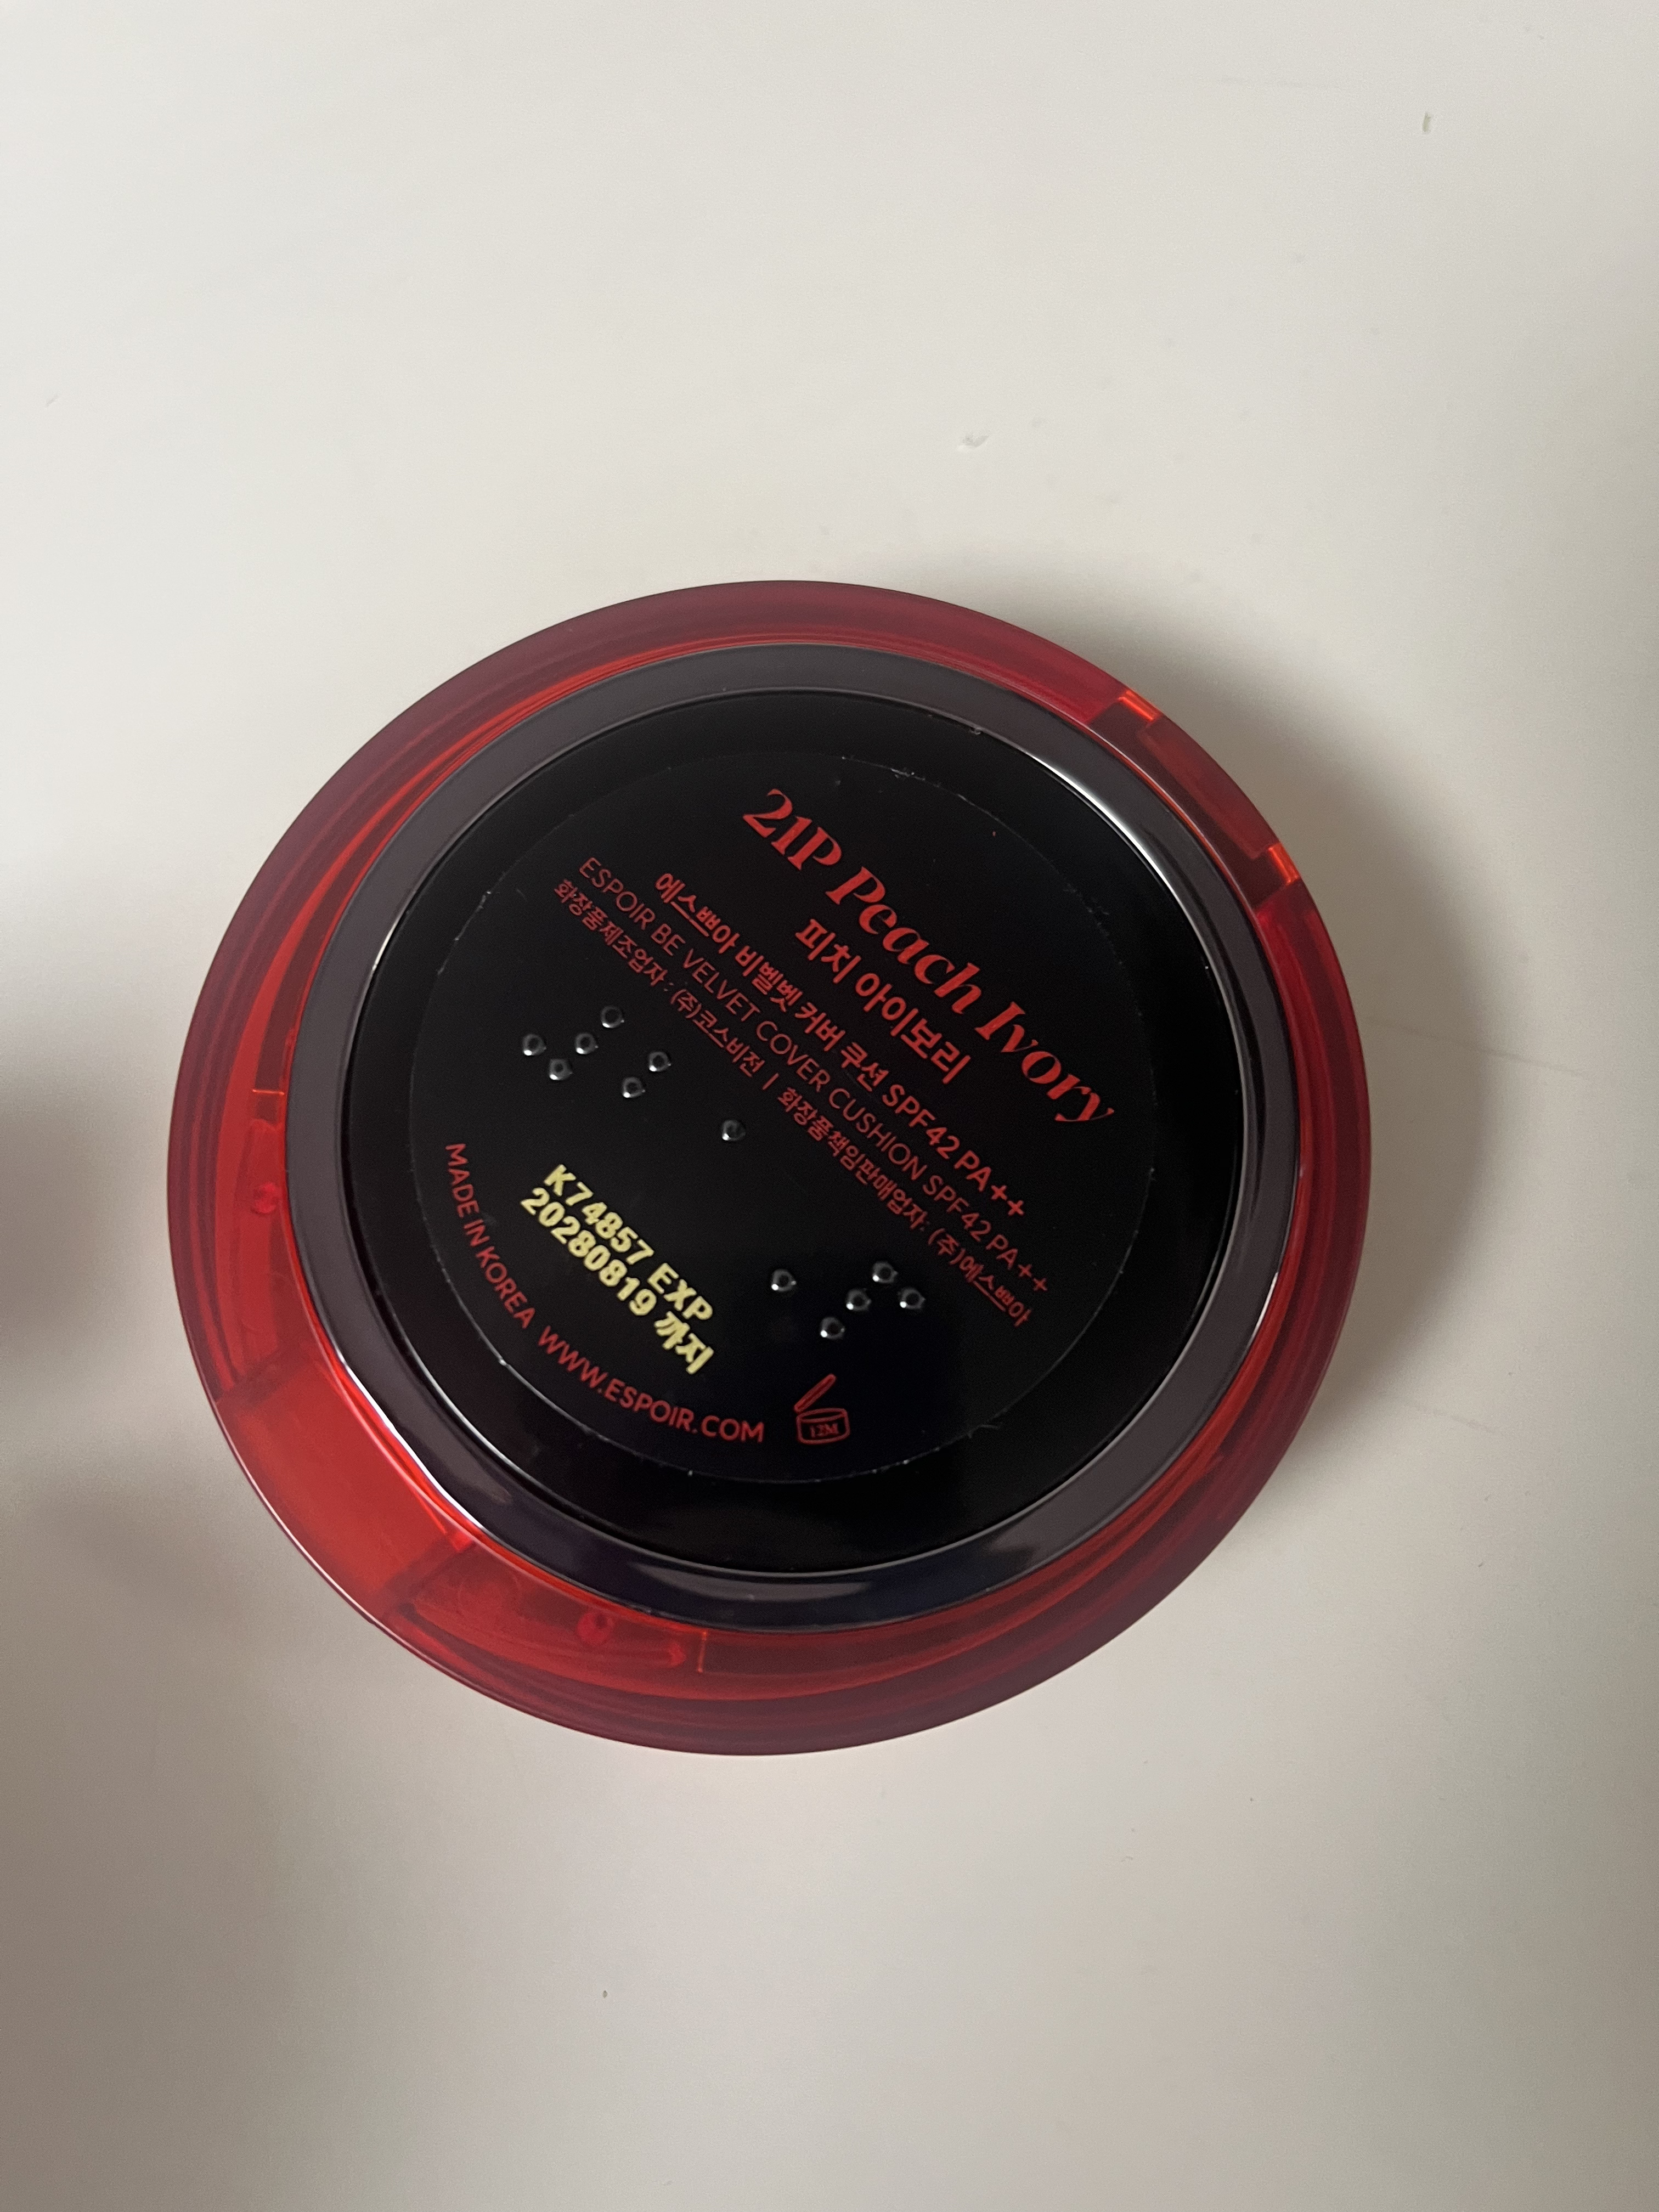 21P Peach Ivory
피치 아이보리
에스쁘아 비벨벳 커버 쿠션 SPF42 PA++
ESPOIR BE VELVET COVER CUSHION SPF42 PA++
화장품제조업자 : (주)코스비전 | 화장품책임판매업자: (주)에스쁘아
K74857 EXP
20280819 까지
MADE IN KOREA WWW.ESPOIR.COM
12M